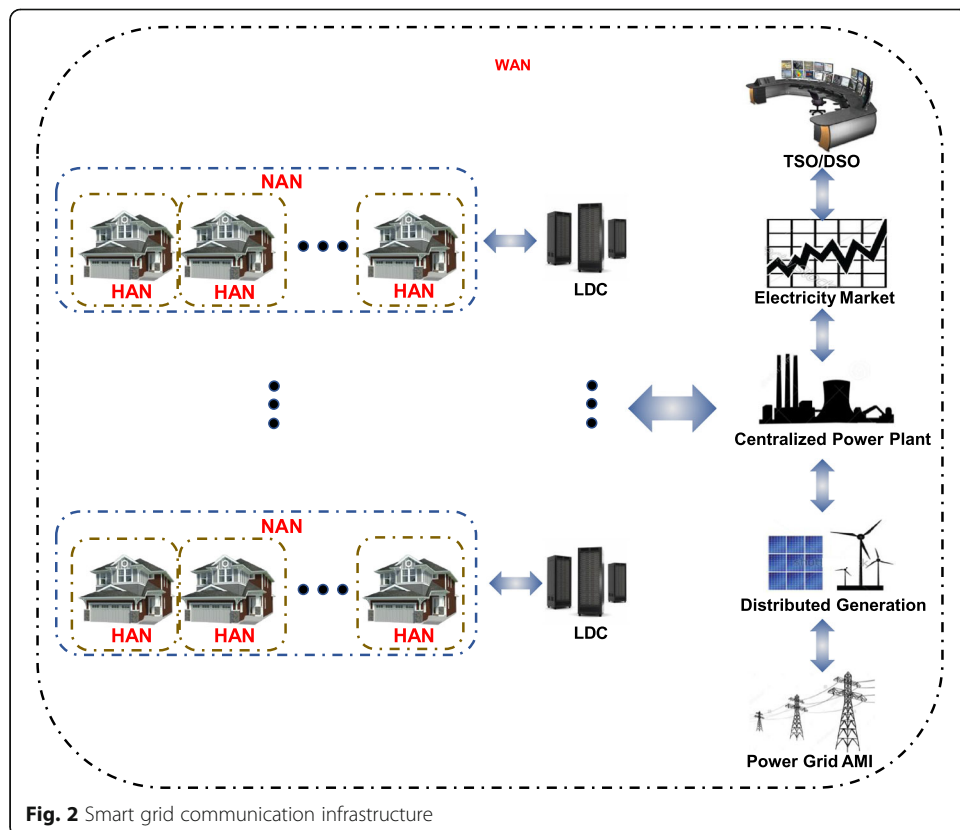 WAN
TSO/DSO
NAN
HAN
HAN
HAN
LDC
Electricity Market
Centralized Power Plant
NAN
HAN
HAN
HAN
LDC
Distributed Generation
Power Grid AMI
Fig. 2 Smart grid communication infrastructure